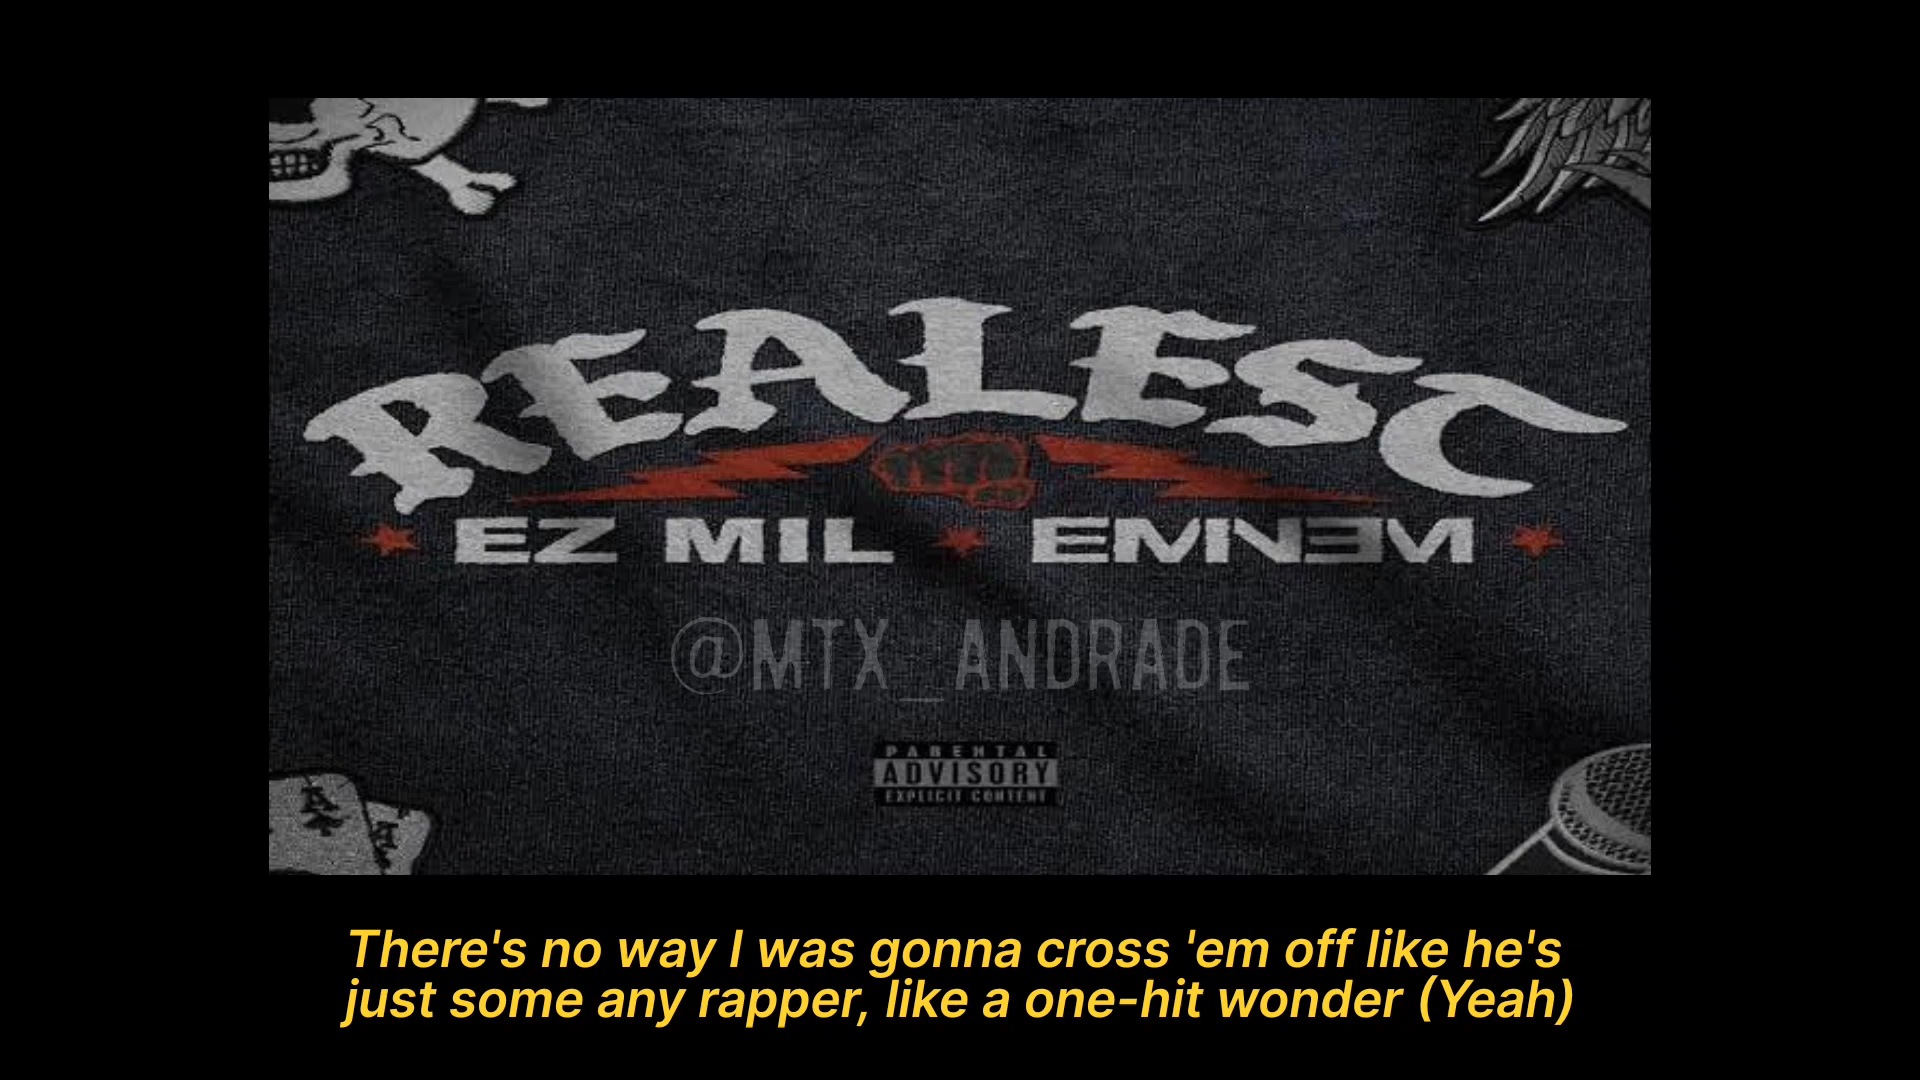 REALEST
EZ MIL ★ EMINEM
@MTX_ANDRADE
PARENTAL
ADVISORY
EXPLICIT CONTENT
A
A
There's no way I was gonna cross 'em off like he's
just some any rapper, like a one-hit wonder (Yeah)